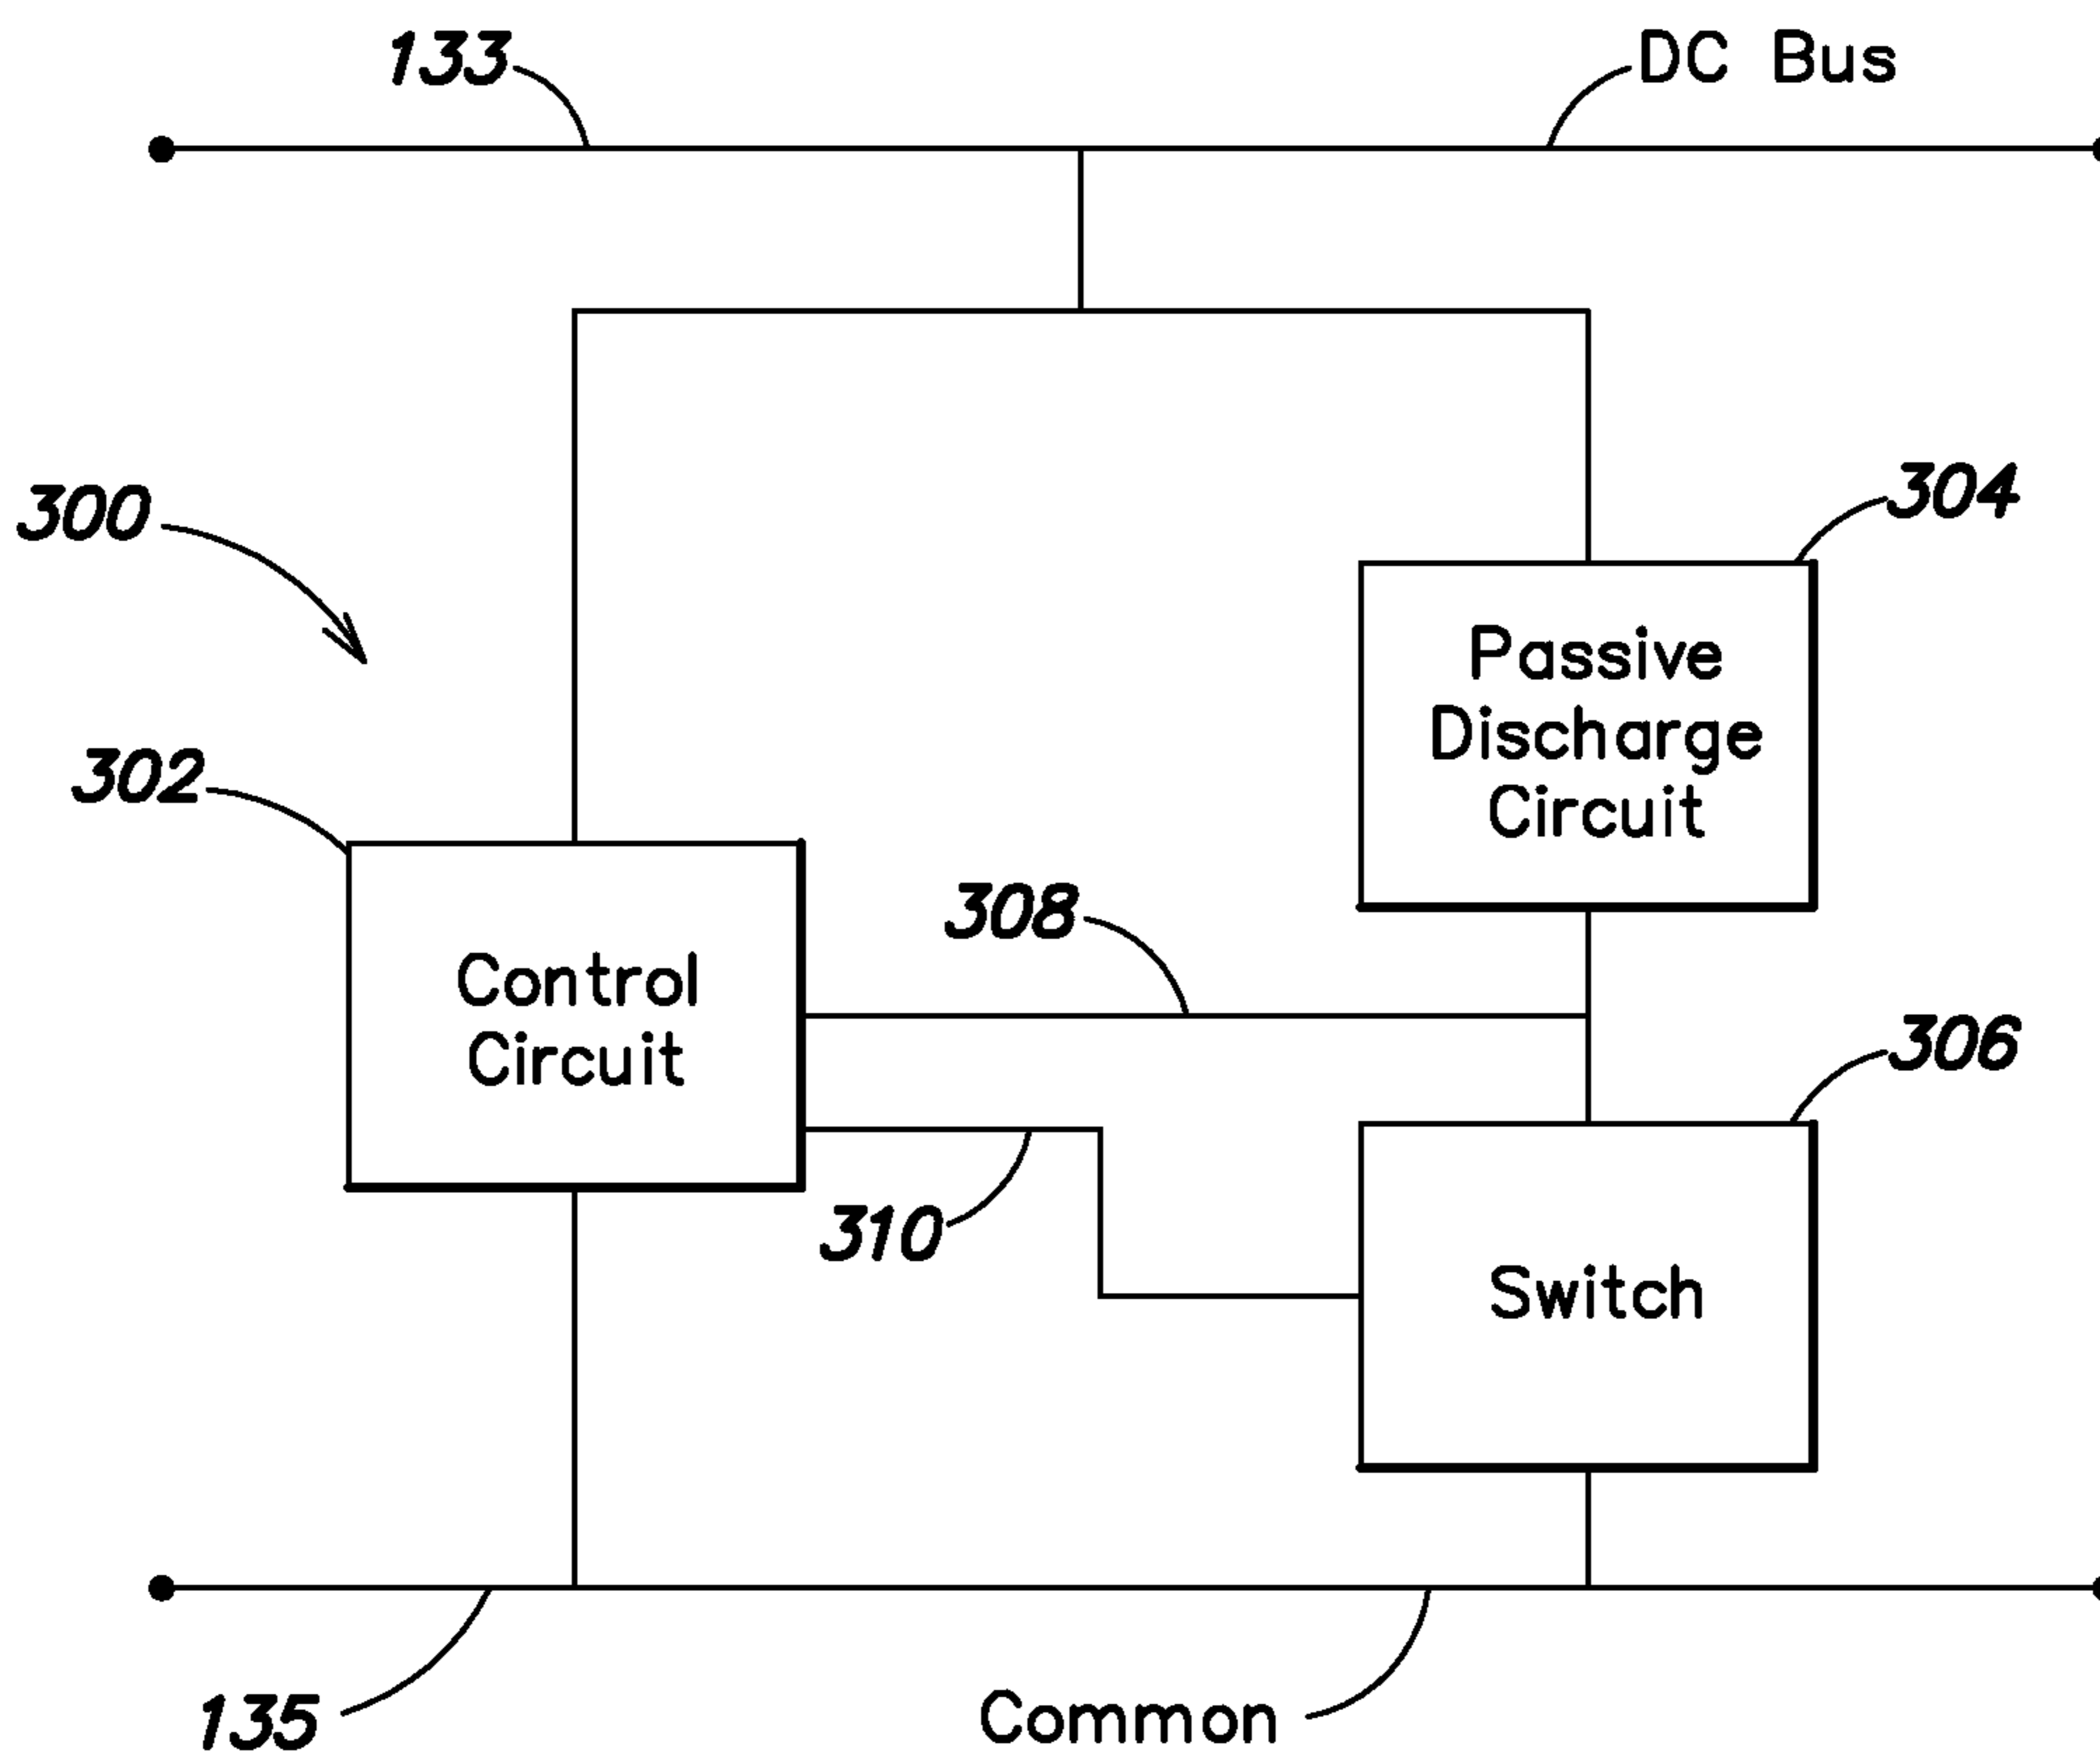 133
DC Bus
300
304
Passive
Discharge
Circuit
302
308
Control
Circuit
306
310
Switch
135
Common